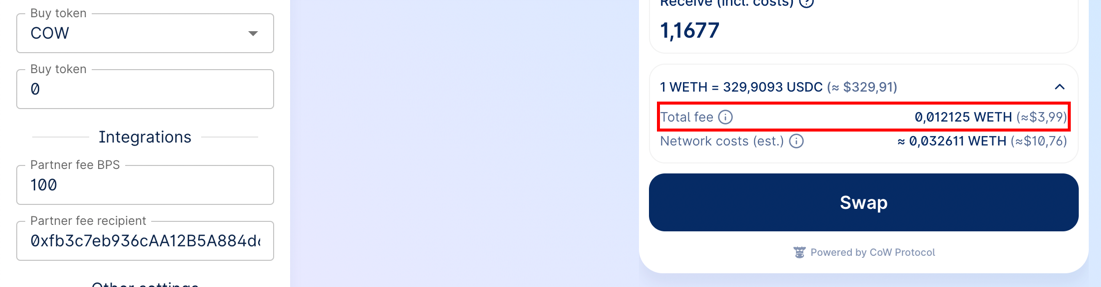 Buy token
COW
Buy token
0
Integrations
Partner fee BPS
100
Partner fee recipient
0xfb3c7eb936cAA12B5A884d
Other settings
Receive (incl. costs)
1,1677
1 WETH = 329,9093 USDC (≈ $329,91)
Total fee 0,012125 WETH (≈$3,99)
Network costs (est.) ≈ 0,032611 WETH (≈$10,76)
Swap
Powered by CoW Protocol